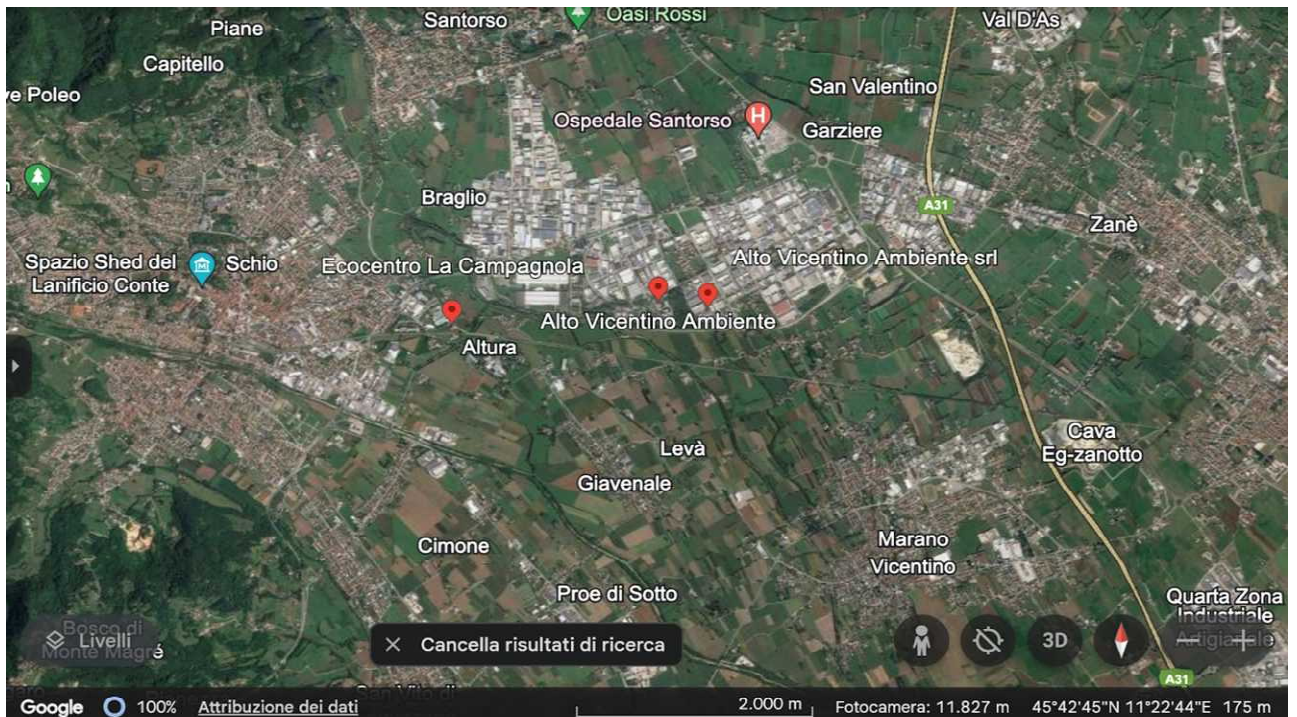 Piane
Santorso
Oasi Rossi
Val D'As
Capitello
ve Poleo
San Valentino
Ospedale Santorso
H
Garziere
Braglio
A31
Zanè
Spazio Shed del
Lanificio Conte
M
Schio
Ecocentro La Campagnola
Alto Vicentino Ambiente srl
Alto Vicentino Ambiente
Altura
Levà
Cava
Eg-zanotto
Giavenale
Cimone
Marano
Vicentino
Proe di Sotto
Quarta Zona
Industriale
Artigianale
Bosco di
Monte Magrè
Livelli
Cancella risultati di ricerca
3D
San Vito di
A31
Google
100%
Attribuzione dei dati
2.000 m
Fotocamera: 11.827 m
45°42'45"N 11°22'44"E
175 m